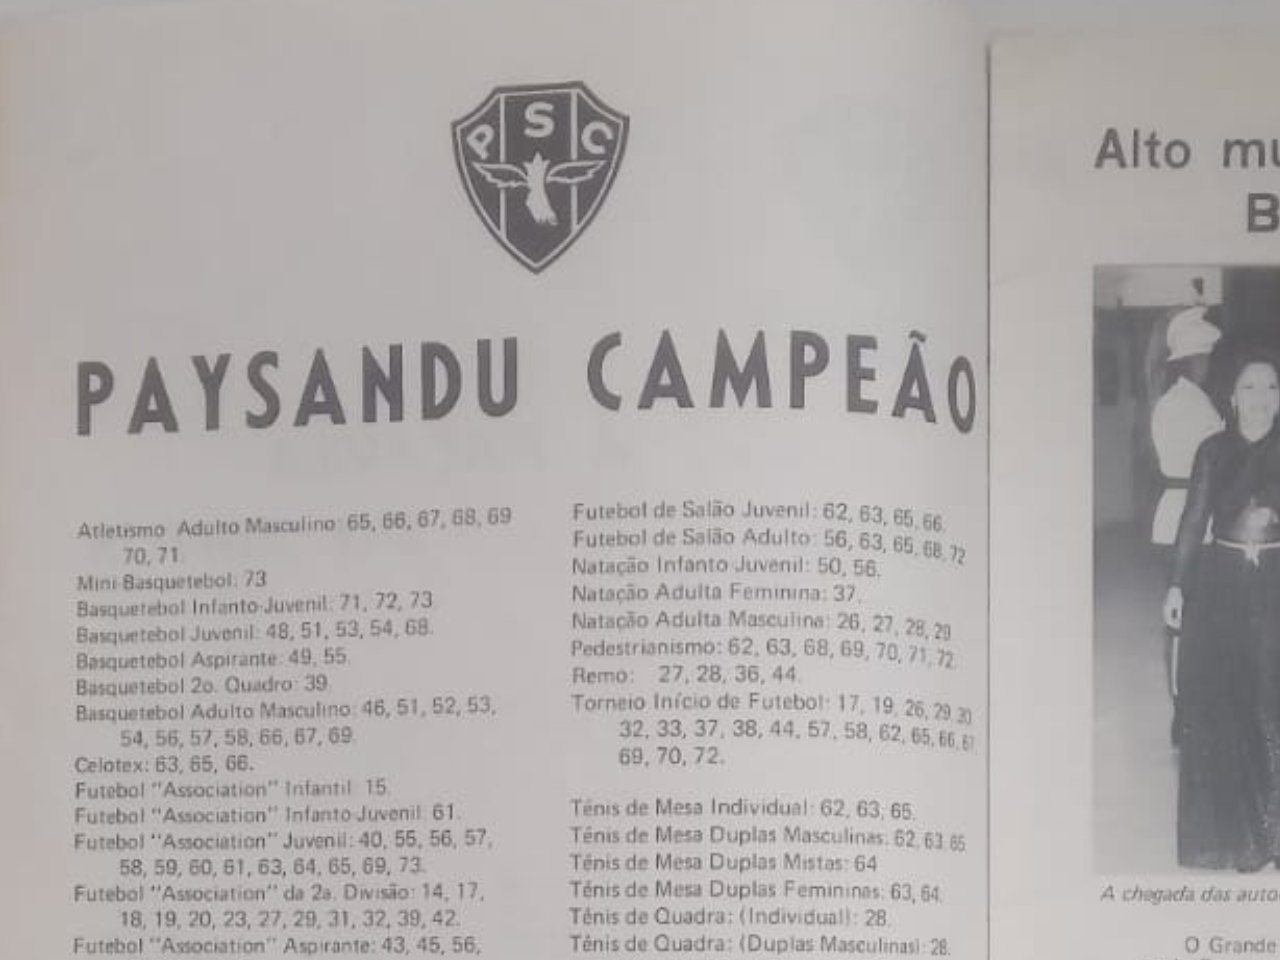 PSC
PAYSANDU CAMPEÃO
Atletismo Adulto Masculino: 65, 66, 67, 68, 69
70, 71.
Mini-Basquetebol: 73
Basquetebol Infanto-Juvenil: 71, 72, 73.
Basquetebol Juvenil: 48, 51, 53, 54, 68.
Basquetebol Aspirante: 49, 55.
Basquetebol 2o. Quadro: 39.
Basquetebol Adulto Masculino: 46, 51, 52, 53,
54, 56, 57, 58, 66, 67, 69.
Celotex: 63, 65, 66.
Futebol "Association" Infantil: 15.
Futebol "Association" Infanto-Juvenil: 61.
Futebol "Association" Juvenil: 40, 55, 56, 57,
58, 59, 60, 61, 63, 64, 65, 69, 73.
Futebol "Association" da 2a. Divisão: 14, 17,
18, 19, 20, 23, 27, 29, 31, 32, 39, 42.
Futebol "Association" Aspirante: 43, 45, 56,
Futebol de Salão Juvenil: 62, 63, 65, 66.
Futebol de Salão Adulto: 56, 63, 65, 68, 72
Natação Infanto Juvenil: 50, 56.
Natação Adulta Feminina: 37.
Natação Adulta Masculina: 26, 27, 28, 29
Pedestrianismo: 62, 63, 68, 69, 70, 71, 72.
Remo: 27, 28, 36, 44.
Torneio Início de Futebol: 17, 19, 26, 29, 30
32, 33, 37, 38, 44, 57, 58, 62, 65, 66, 67
69, 70, 72.
Tênis de Mesa Individual: 62, 63, 65.
Tênis de Mesa Duplas Masculinas: 62, 63 65
Tênis de Mesa Duplas Mistas: 64
Tênis de Mesa Duplas Femininas: 63, 64.
Tênis de Quadra: (Individual): 28.
Tênis de Quadra: (Duplas Masculinas): 28.
Alto mu
B
A chegada das auto
O Grande